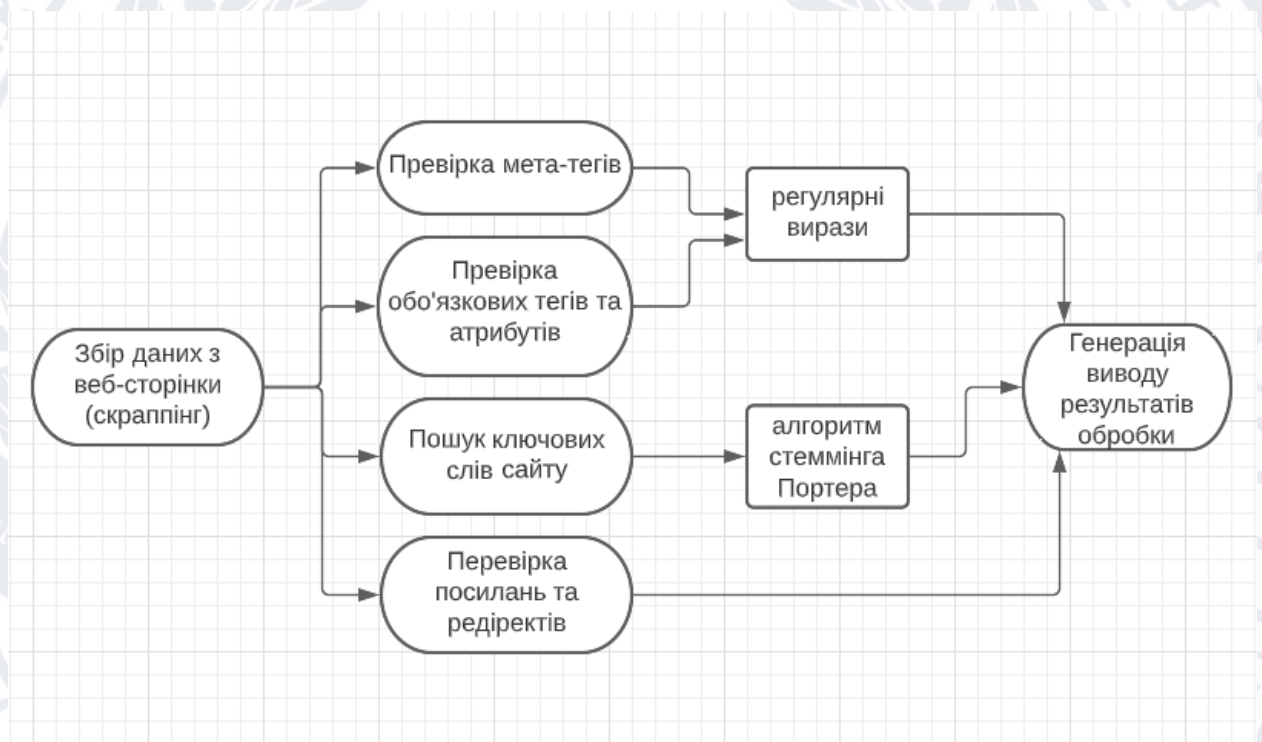 Превірка мета-тегів
регулярні
вирази
Превірка
обо'язкових тегів та
атрибутів
Збір даних з
веб-сторінки
(скраппінг)
Генерація
виводу
результатів
обробки
Пошук ключових
слів сайту
алгоритм
стеммінга
Портера
Перевірка
посилань та
редіректів